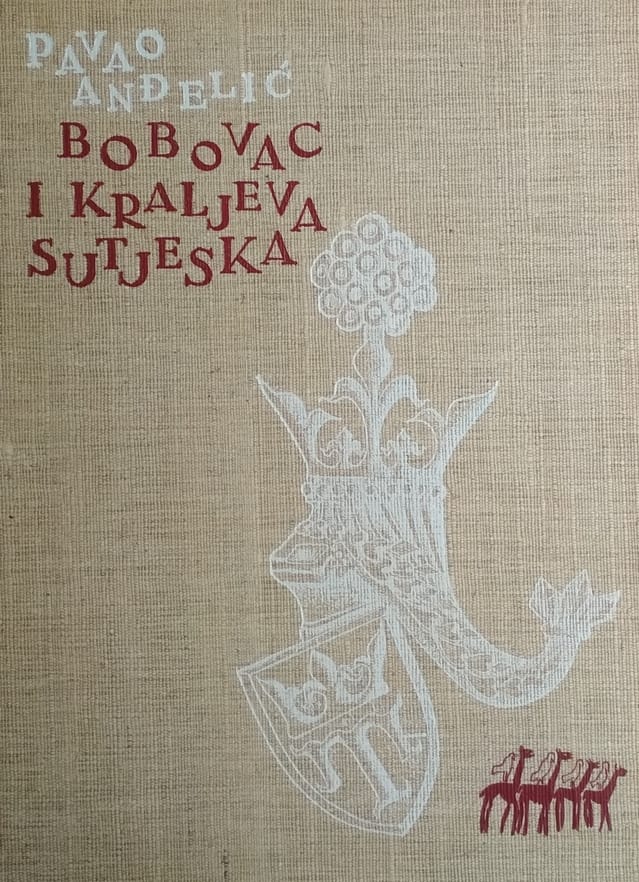 PAVAO
ANĐELIĆ
BOBOVAC
I KRALJEVA
SUTJESKA